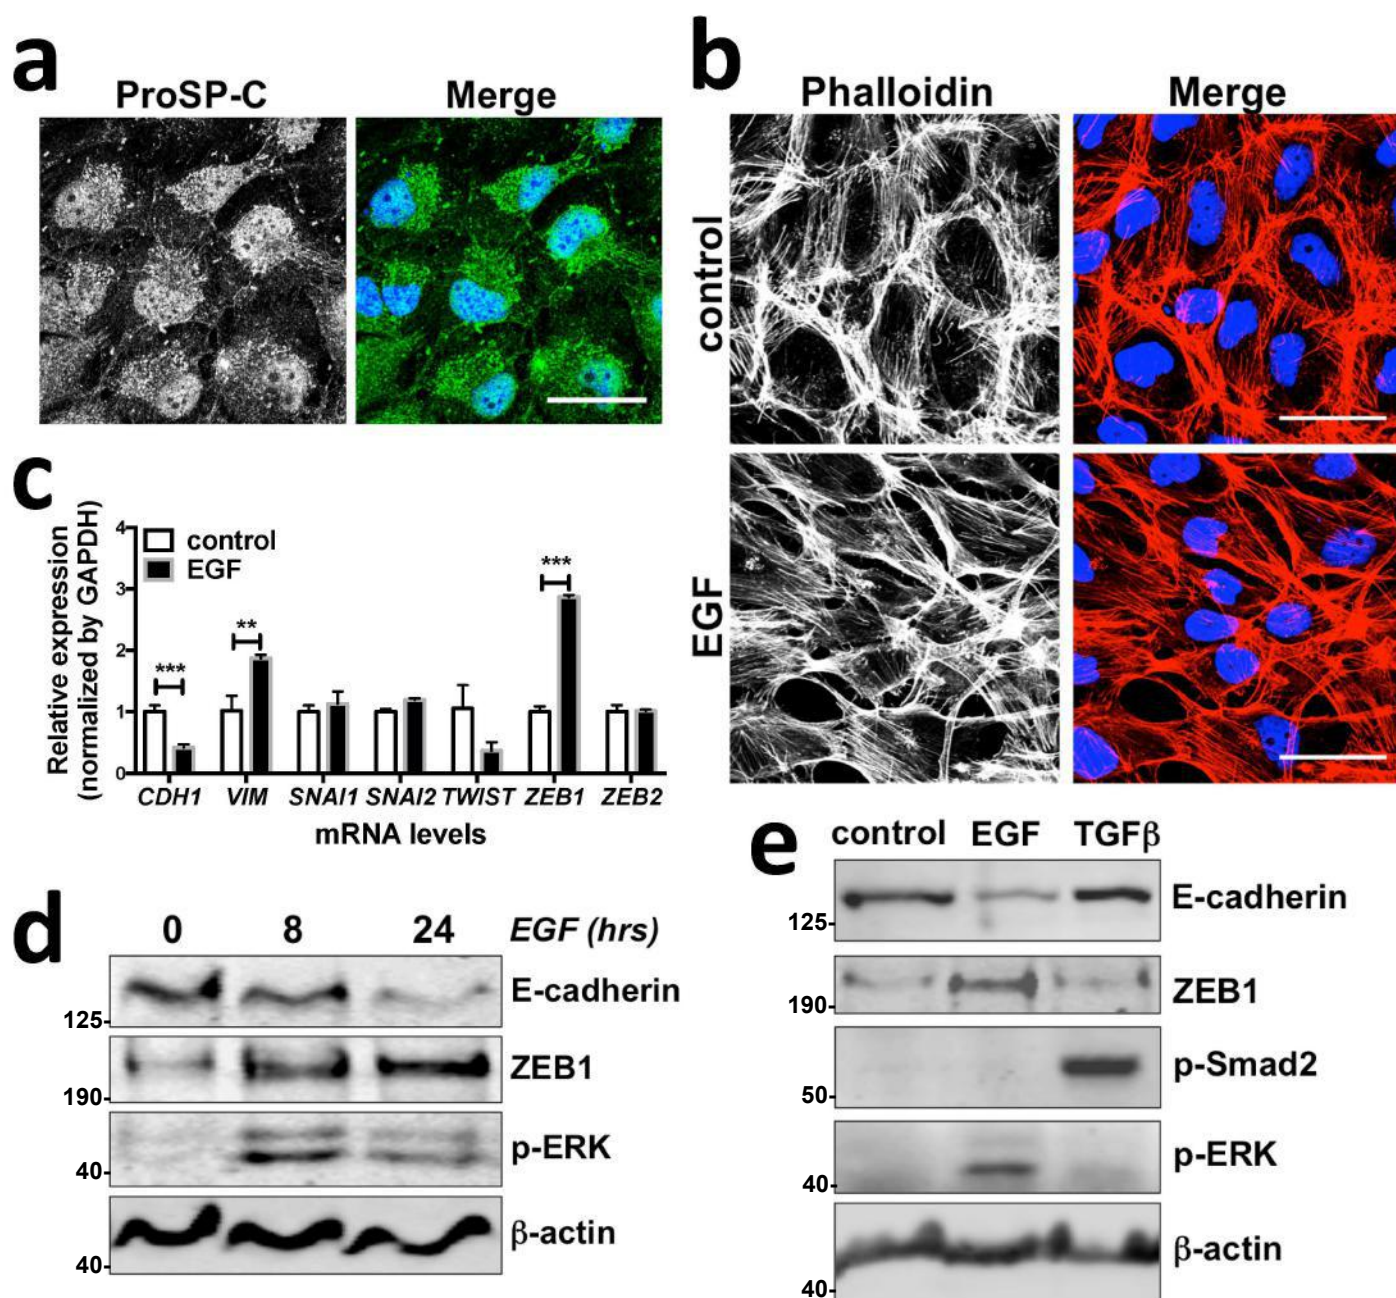 a
ProSP-C
Merge
b
Phalloidin
Merge
control
EGF
c
Relative expression
(normalized by GAPDH)
4
3
2
1
0
control
EGF
***
**
***
CDH1 VIM SNAI1 SNAI2 TWIST ZEB1 ZEB2
mRNA levels
d
0 8 24 EGF (hrs)
E-cadherin
125-
ZEB1
190-
p-ERK
40-
β-actin
40-
e
control EGF TGFβ
E-cadherin
125-
ZEB1
190-
p-Smad2
50-
p-ERK
40-
β-actin
40-